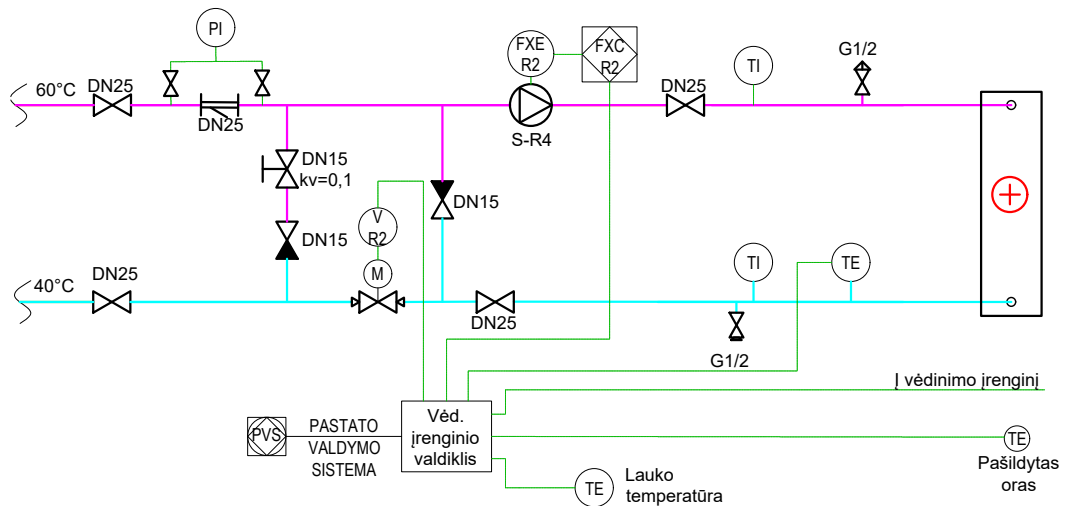 PI
FXE
R2
FXC
R2
G1/2
60°C
DN25
DN25
TI
DN25
S-R4
DN15
kv=0,1
DN15
V
R2
DN15
M
40°C
DN25
TI
TE
DN25
G1/2
Į vėdinimo įrenginį
PVS
PASTATO
VALDYMO
SISTEMA
Vėd.
įrenginio
valdiklis
TE
Pašildytas
oras
TE
Lauko
temperatūra